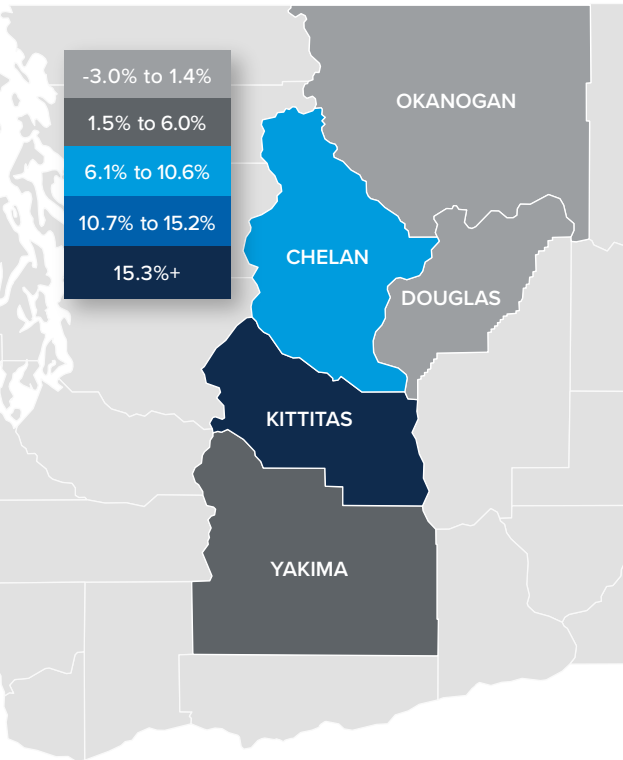 -3.0% to 1.4%
1.5% to 6.0%
6.1% to 10.6%
10.7% to 15.2%
15.3%+
OKANOGAN
CHELAN
DOUGLAS
KITTITAS
YAKIMA